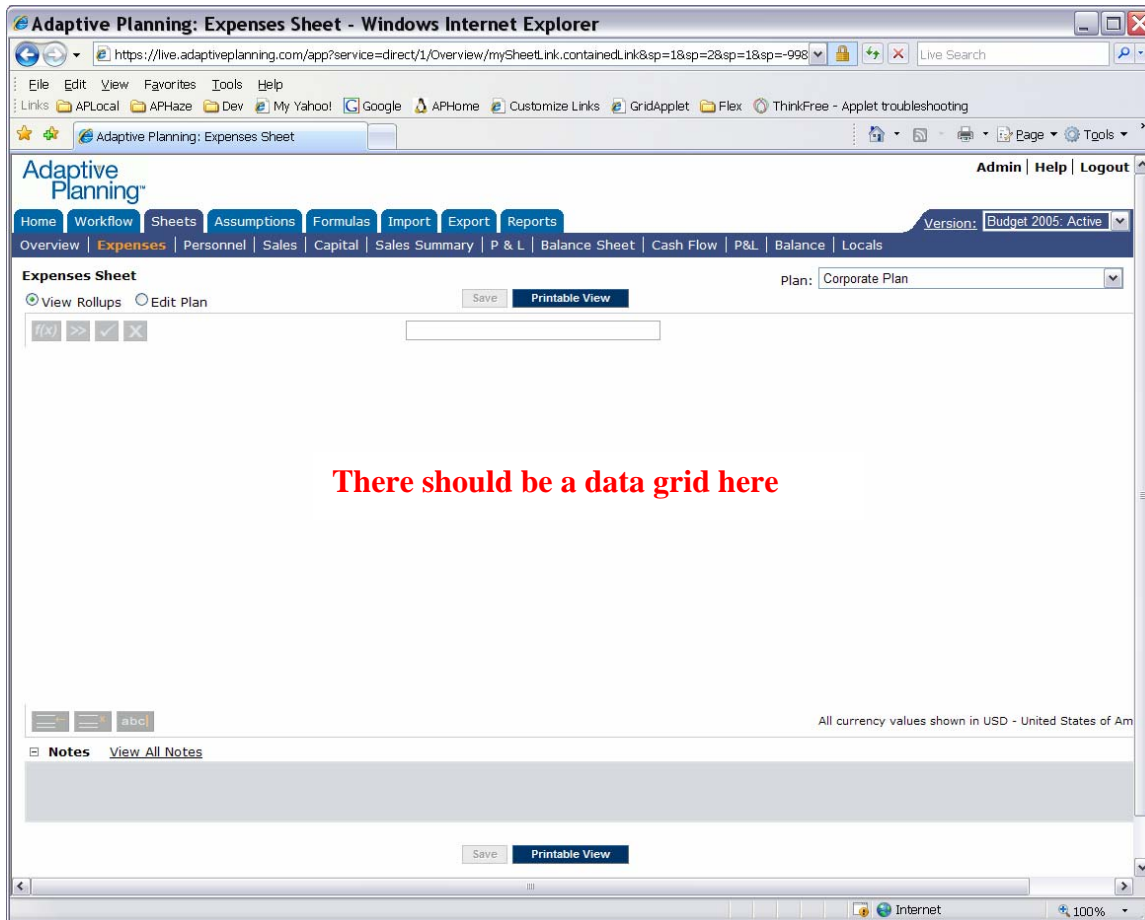 Adaptive Planning: Expenses Sheet - Windows Internet Explorer
https://live.adaptiveplanning.com/app?service=direct/1/Overview/mySheetLink.containedLink&sp=1&sp=2&sp=1&sp=-998
Live Search
File Edit View Favorites Tools Help
Links APLocal APHaze Dev My Yahoo! Google APHome Customize Links GridApplet Flex ThinkFree - Applet troubleshooting
Adaptive Planning: Expenses Sheet
Page Tools
Adaptive Planning™
Admin | Help | Logout
Home Workflow Sheets Assumptions Formulas Import Export Reports
Version: Budget 2005: Active
Overview | Expenses | Personnel | Sales | Capital | Sales Summary | P & L | Balance Sheet | Cash Flow | P&L | Balance | Locals
Expenses Sheet
Plan: Corporate Plan
View Rollups Edit Plan
Save Printable View
f(x) >>
There should be a data grid here
abc
All currency values shown in USD - United States of Am
Notes View All Notes
Save Printable View
Internet
100%